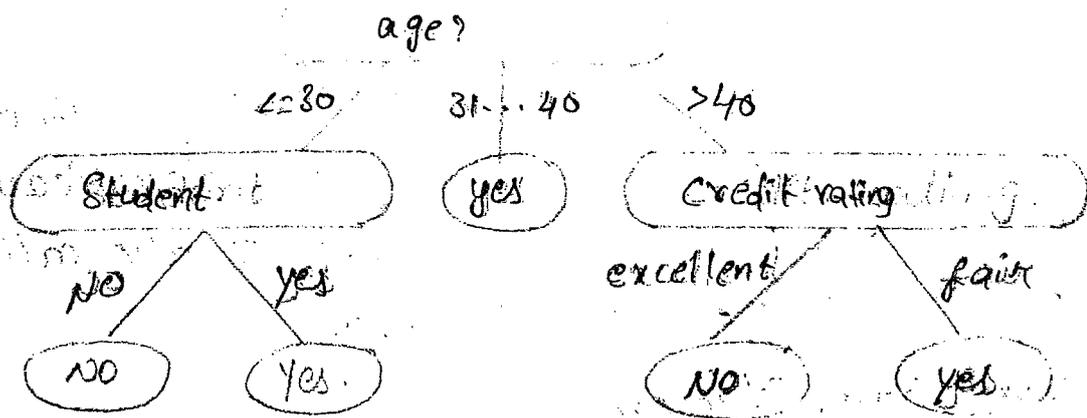 age?
<=30 31... 40 >40
Student yes Credit rating
NO yes excellent fair
NO Yes. NO yes